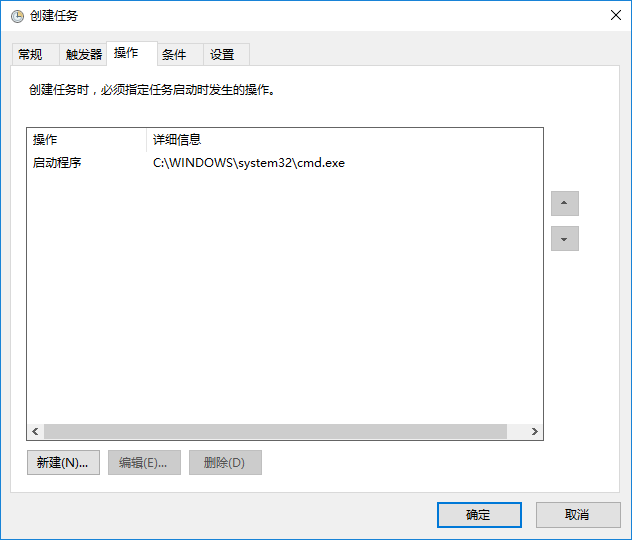 创建任务
常规 触发器 操作 条件 设置
创建任务时，必须指定任务启动时发生的操作。
操作 详细信息
启动程序 C:\WINDOWS\system32\cmd.exe
新建(N)... 编辑(E)... 删除(D)
确定 取消